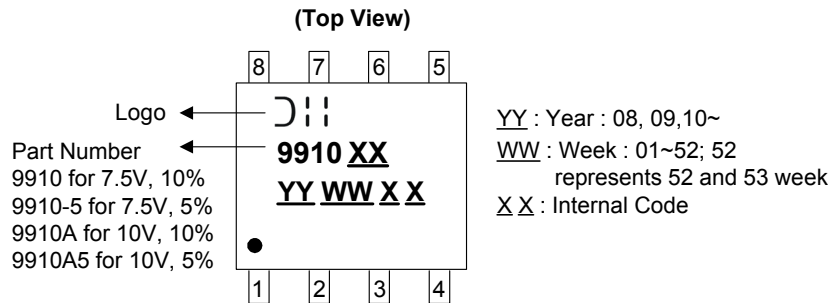 (Top View)
8 7 6 5
Logo
9910 XX
YY WW X X
Part Number
9910 for 7.5V, 10%
9910-5 for 7.5V, 5%
9910A for 10V, 10%
9910A5 for 10V, 5%
1 2 3 4
YY : Year : 08, 09,10~
WW : Week : 01~52; 52
represents 52 and 53 week
X X : Internal Code